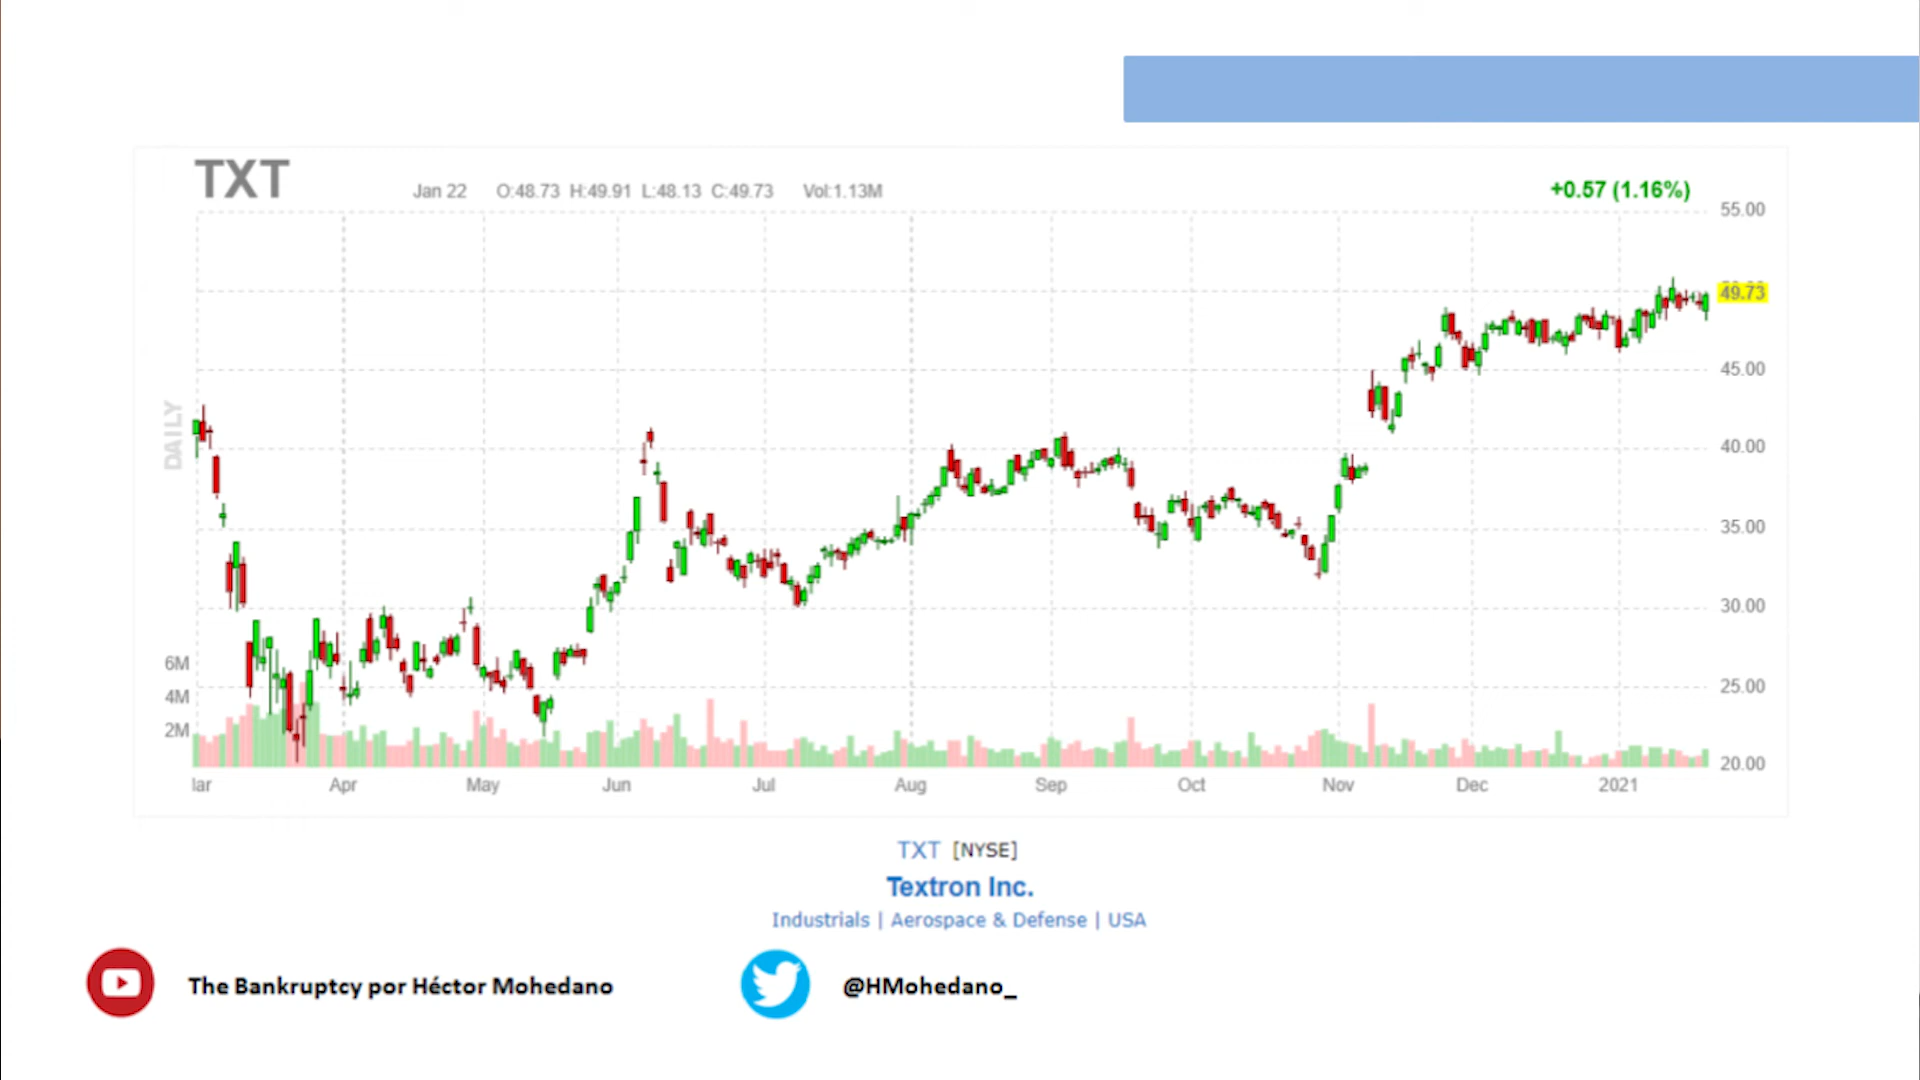 TXT
Jan 22 O:48.73 H:49.91 L:48.13 C:49.73 Vol:1.13M
+0.57 (1.16%)
55.00
49.73
45.00
40.00
35.00
30.00
25.00
20.00
DAILY
6M
4M
2M
Apr May Jun Jul Aug Sep Oct Nov Dec 2021
TXT [NYSE]
Textron Inc.
Industrials | Aerospace & Defense | USA
The Bankruptcy por Héctor Mohedano
@HMohedano_